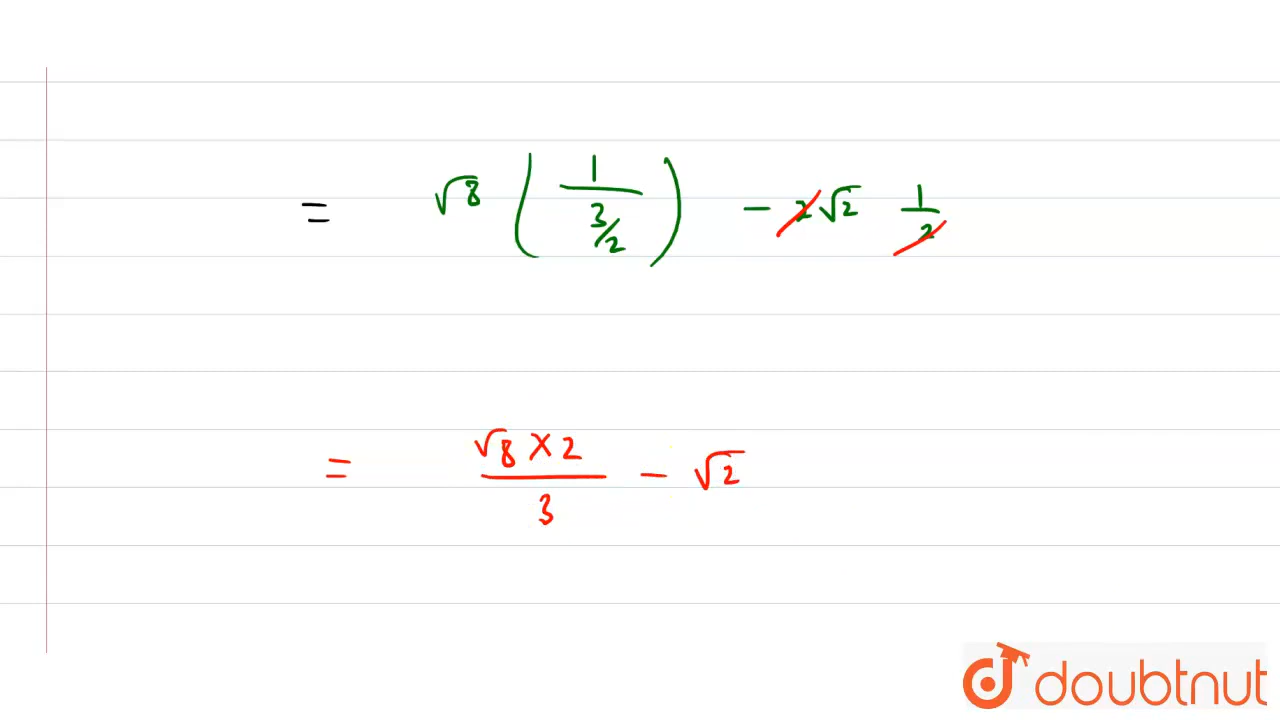 = √8 ( 1 / 3/2 ) - 2√2 1/2
= √8 × 2 / 3 - √2
doubtnut